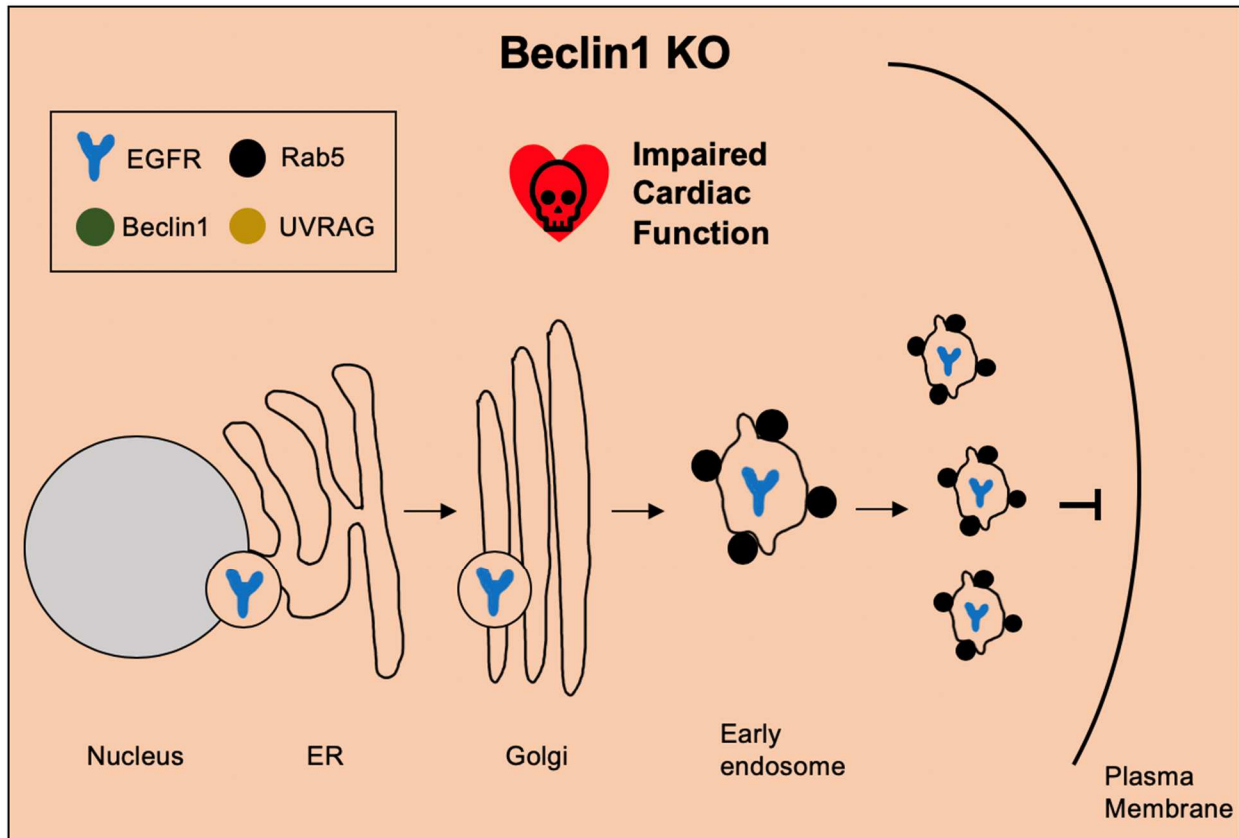 Beclin1 KO
EGFR
Rab5
Beclin1
UVRAG
Impaired
Cardiac
Function
Nucleus
ER
Golgi
Early
endosome
Plasma
Membrane